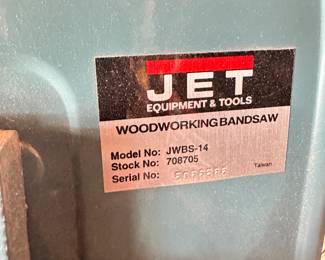 JET
EQUIPMENT & TOOLS
WOODWORKING BANDSAW
Model No: JWBS-14
Stock No: 708705
Serial No:
Taiwan